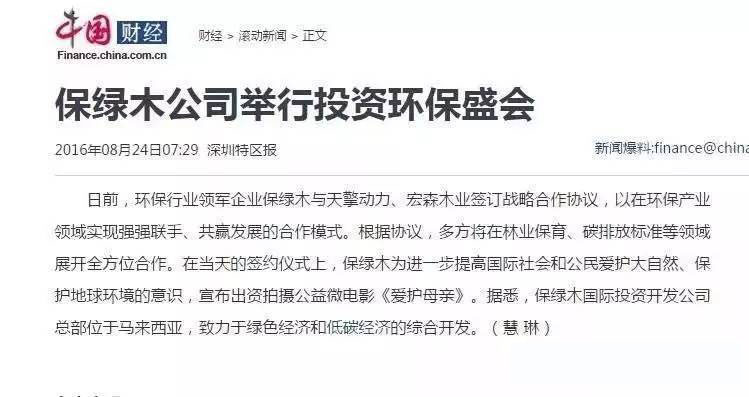 中国 财经
Finance.china.com.cn
财经 > 滚动新闻 > 正文
保绿木公司举行投资环保盛会
2016年08月24日07:29 深圳特区报
新闻爆料:finance@china
日前，环保行业领军企业保绿木与天擎动力、宏森木业签订战略合作协议，以在环保产业
领域实现强强联手、共赢发展的合作模式。根据协议，多方将在林业保育、碳排放标准等领域
展开全方位合作。在当天的签约仪式上，保绿木为进一步提高国际社会和公民爱护大自然、保
护地球环境的意识，宣布出资拍摄公益微电影《爱护母亲》。据悉，保绿木国际投资开发公司
总部位于马来西亚，致力于绿色经济和低碳经济的综合开发。（慧 琳）